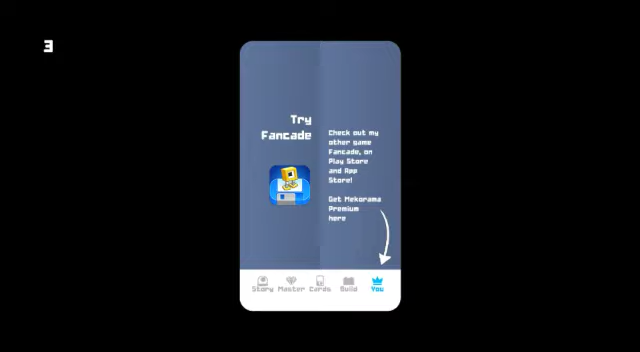 3
Try
Fancade
Check out my
other game
Fancade, on
Play Store
and App
Store!
Get Mekorama
Premium
here
Story Master Cards Build You